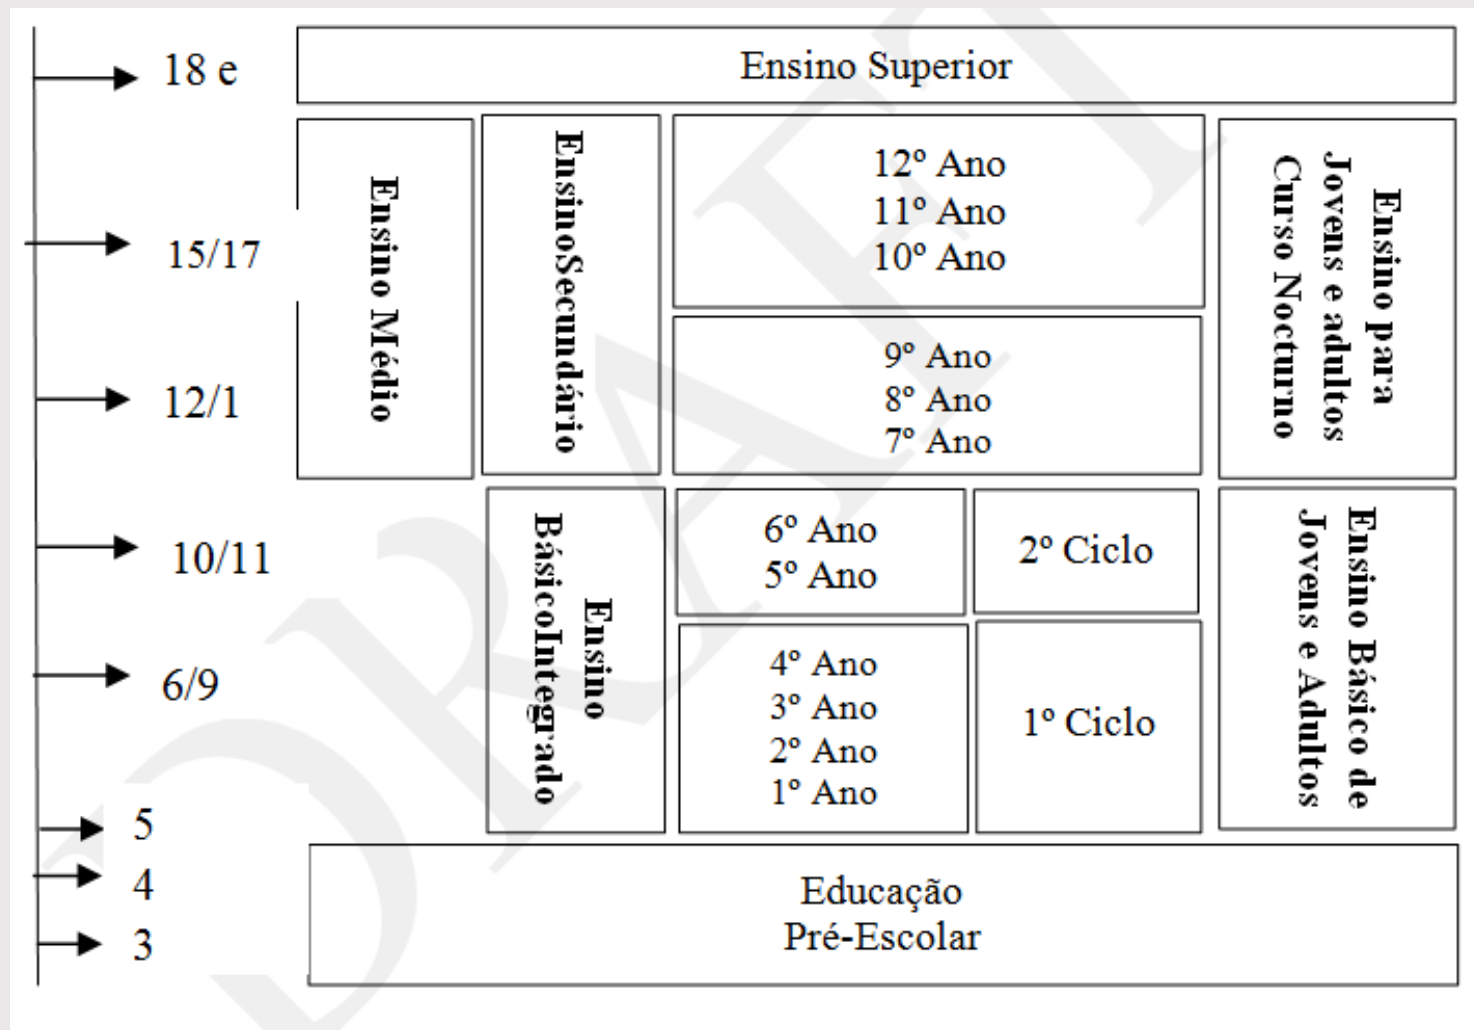 18 e
Ensino Superior
15/17
12/1
Ensino Médio
EnsinoSecundário
12º Ano
11º Ano
10º Ano
9º Ano
8º Ano
7º Ano
Ensino para
Jovens e adultos
Curso Nocturno
10/11
6/9
Ensino
BásicoIntegrado
6º Ano
5º Ano
2º Ciclo
4º Ano
3º Ano
2º Ano
1º Ano
1º Ciclo
Ensino Básico de
Jovens e Adultos
5
4
3
Educação
Pré-Escolar
DRAFT